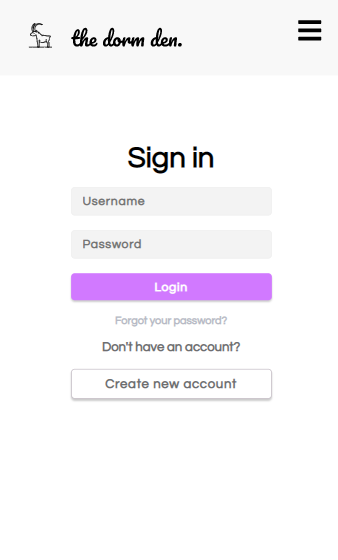 the dorm den.
Sign in
Username
Password
Login
Forgot your password?
Don't have an account?
Create new account